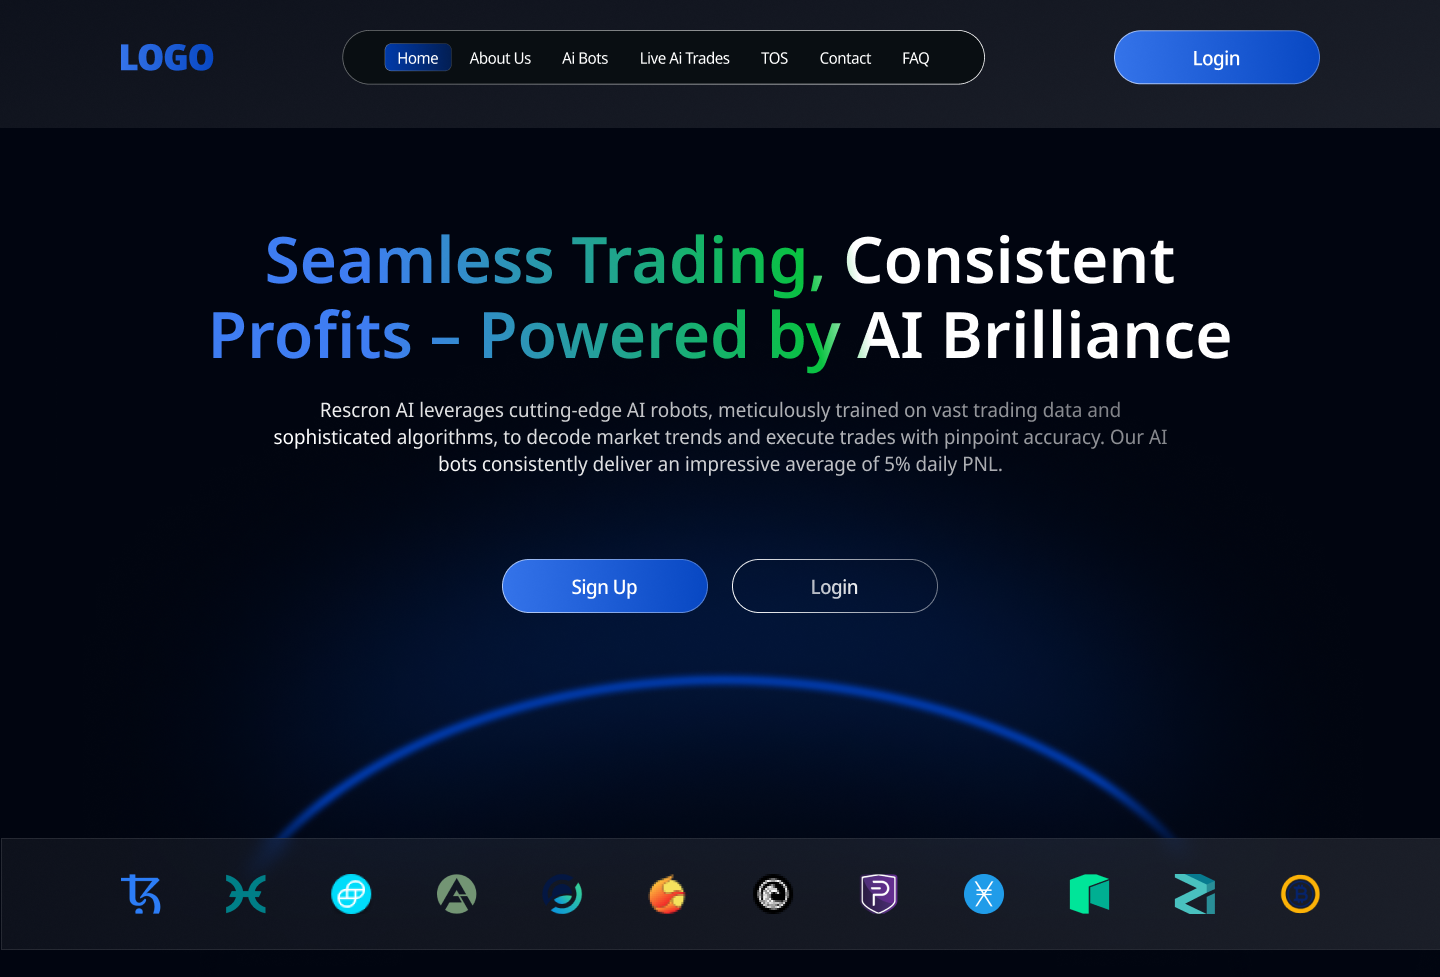 LOGO
Home About Us Ai Bots Live Ai Trades TOS Contact FAQ
Login
Seamless Trading, Consistent
Profits – Powered by AI Brilliance
Rescron AI leverages cutting-edge AI robots, meticulously trained on vast trading data and
sophisticated algorithms, to decode market trends and execute trades with pinpoint accuracy. Our AI
bots consistently deliver an impressive average of 5% daily PNL.
Sign Up
Login